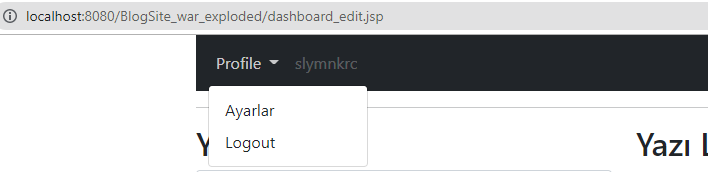 localhost:8080/BlogSite_war_exploded/dashboard_edit.jsp
Profile slymnkrc
Ayarlar
Logout
Yazı